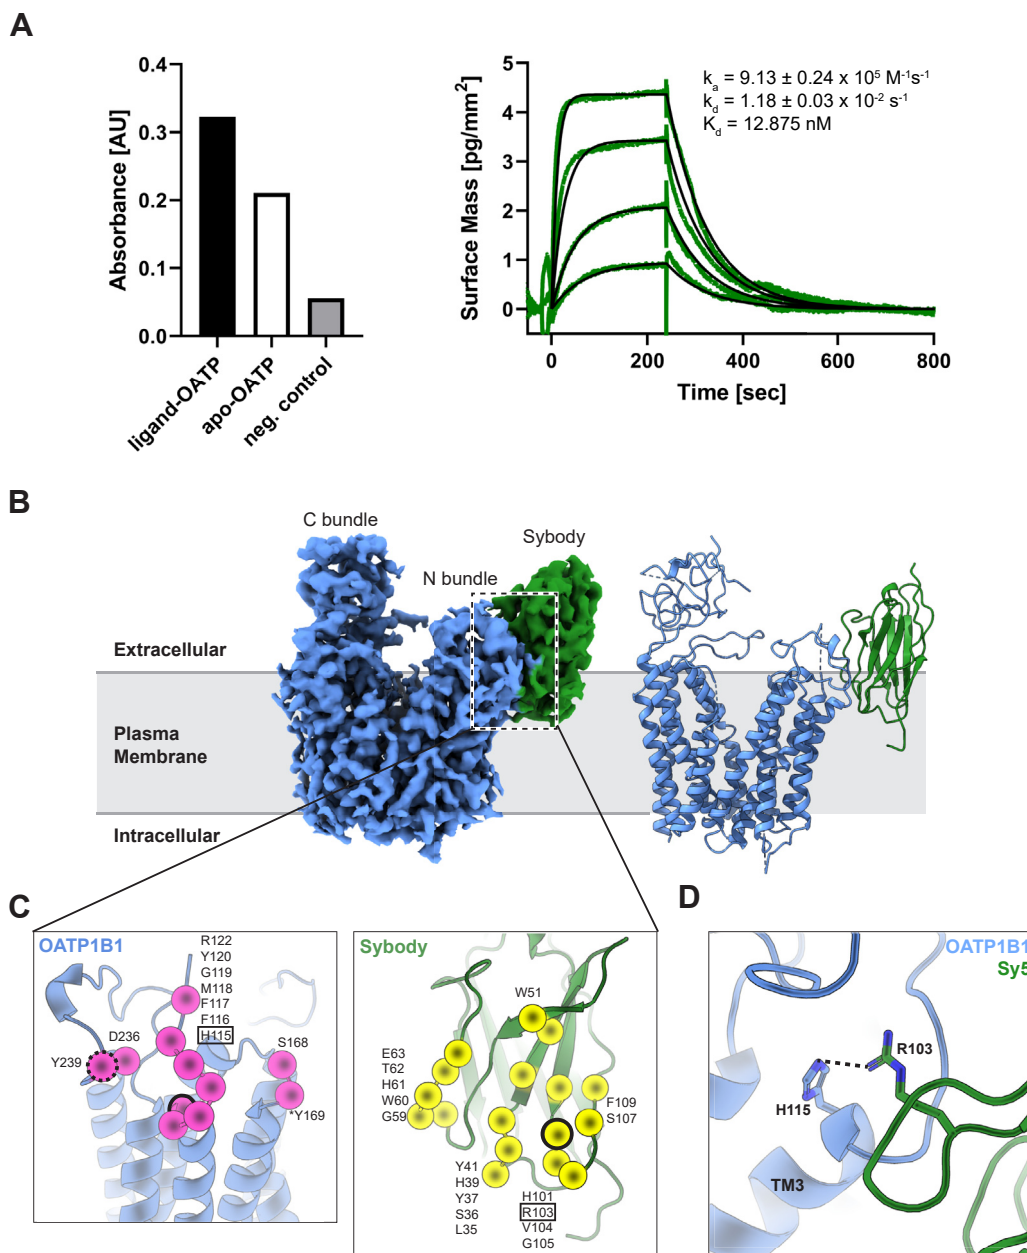 A
Absorbance [AU]
0.4
0.3
0.2
0.1
0.0
ligand-OATP
apo-OATP
neg. control
Surface Mass [pg/mm²]
5
4
3
2
1
0
0
200
400
600
800
Time [sec]
kₐ = 9.13 ± 0.24 x 10⁵ M⁻¹s⁻¹
k_d = 1.18 ± 0.03 x 10⁻² s⁻¹
K_d = 12.875 nM
B
C bundle
N bundle
Sybody
Extracellular
Plasma
Membrane
Intracellular
C
OATP1B1
R122
Y120
G119
M118
F117
F116
H115
D236
Y239
S168
*Y169
Sybody
W51
E63
T62
H61
W60
G59
F109
S107
Y41
H39
Y37
S36
L35
H101
R103
V104
G105
D
OATP1B1
Sy5
R103
H115
TM3